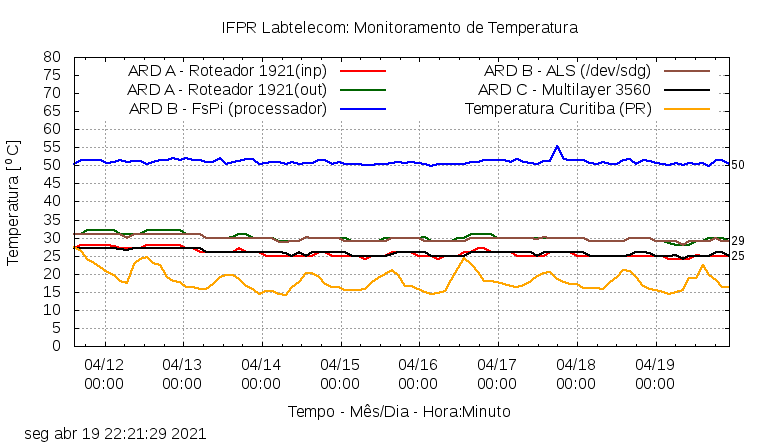 IFPR Labtelecom: Monitoramento de Temperatura
Temperatura [ºC]
80
75
70
65
60
55
50
45
40
35
30
25
20
15
10
5
0
ARD A - Roteador 1921(inp)
ARD A - Roteador 1921(out)
ARD B - FsPi (processador)
ARD B - ALS (/dev/sdg)
ARD C - Multilayer 3560
Temperatura Curitiba (PR)
50
29
25
04/12 04/13 04/14 04/15 04/16 04/17 04/18 04/19
00:00 00:00 00:00 00:00 00:00 00:00 00:00 00:00
Tempo - Mês/Dia - Hora:Minuto
seg abr 19 22:21:29 2021